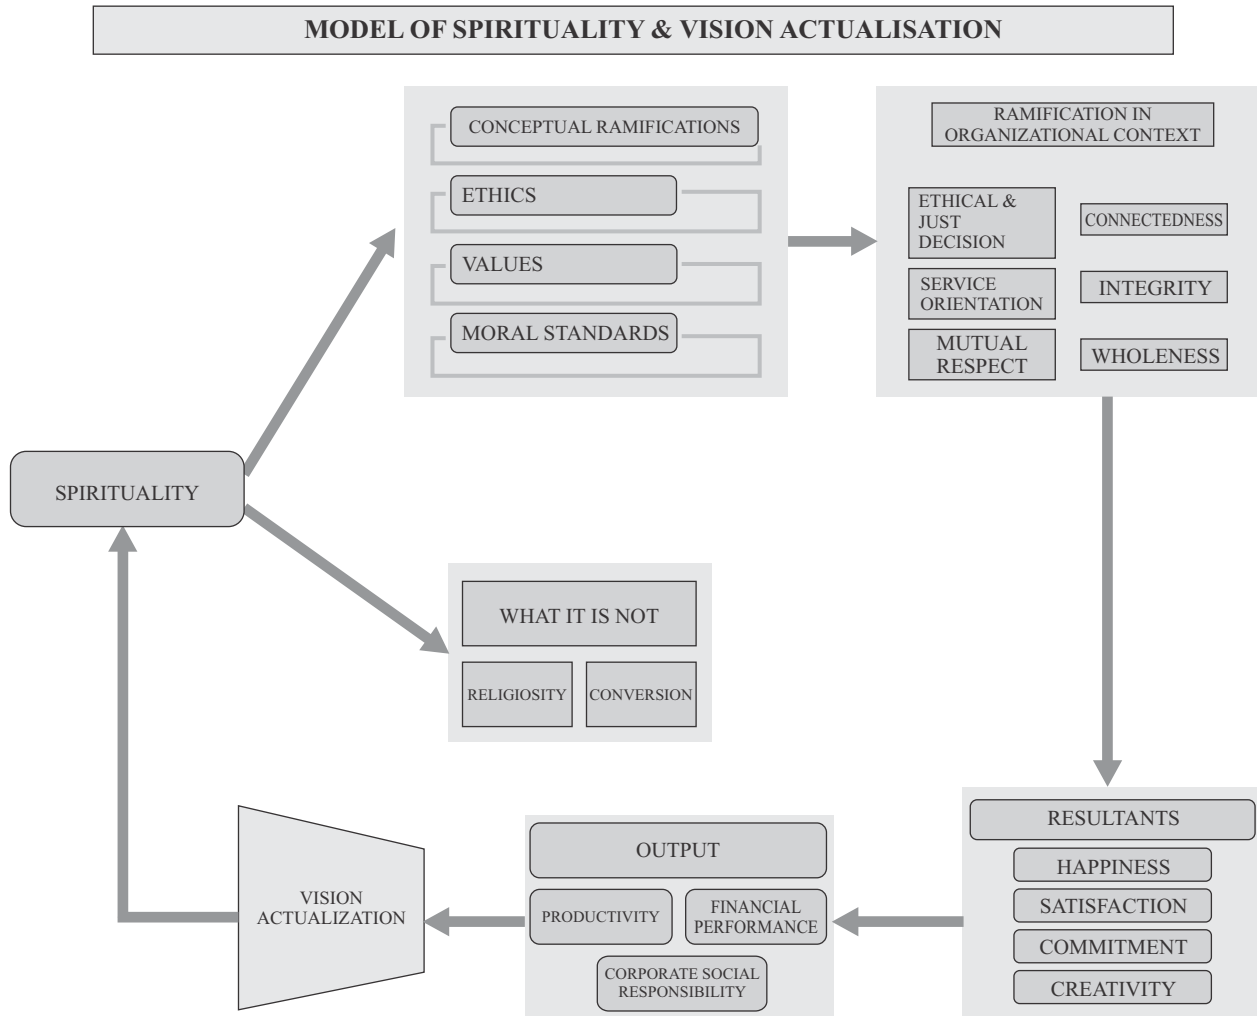 MODEL OF SPIRITUALITY & VISION ACTUALISATION
CONCEPTUAL RAMIFICATIONS
ETHICS
VALUES
MORAL STANDARDS
RAMIFICATION IN
ORGANIZATIONAL CONTEXT
ETHICAL &
JUST
DECISION
CONNECTEDNESS
SERVICE
ORIENTATION
INTEGRITY
MUTUAL
RESPECT
WHOLENESS
SPIRITUALITY
WHAT IT IS NOT
RELIGIOSITY
CONVERSION
RESULTANTS
HAPPINESS
SATISFACTION
COMMITMENT
CREATIVITY
OUTPUT
PRODUCTIVITY
FINANCIAL
PERFORMANCE
CORPORATE SOCIAL
RESPONSIBILITY
VISION
ACTUALIZATION